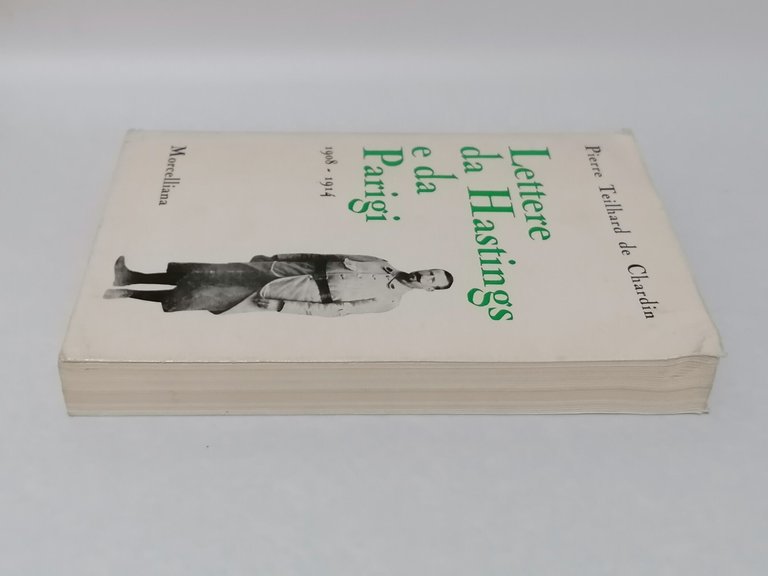 Pierre Teilhard de Chardin
Lettere
da Hastings
e da
Parigi
1908 - 1914
Morcelliana